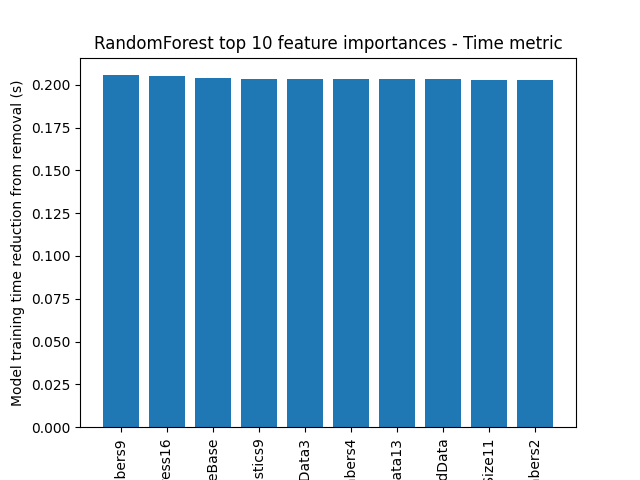 RandomForest top 10 feature importances - Time metric
Model training time reduction from removal (s)
0.200
0.175
0.150
0.125
0.100
0.075
0.050
0.025
0.000
bers9
ess16
eBase
stics9
Data3
bers4
ata13
dData
Size11
bers2